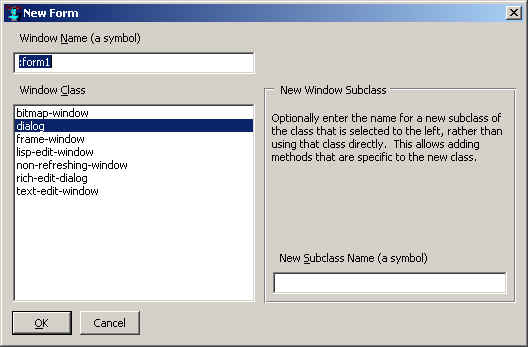 New Form
Window Name (a symbol)
:form1
Window Class
bitmap-window
dialog
frame-window
lisp-edit-window
non-refreshing-window
rich-edit-dialog
text-edit-window
New Window Subclass
Optionally enter the name for a new subclass of
the class that is selected to the left, rather than
using that class directly.  This allows adding
methods that are specific to the new class.
New Subclass Name (a symbol)
OK
Cancel